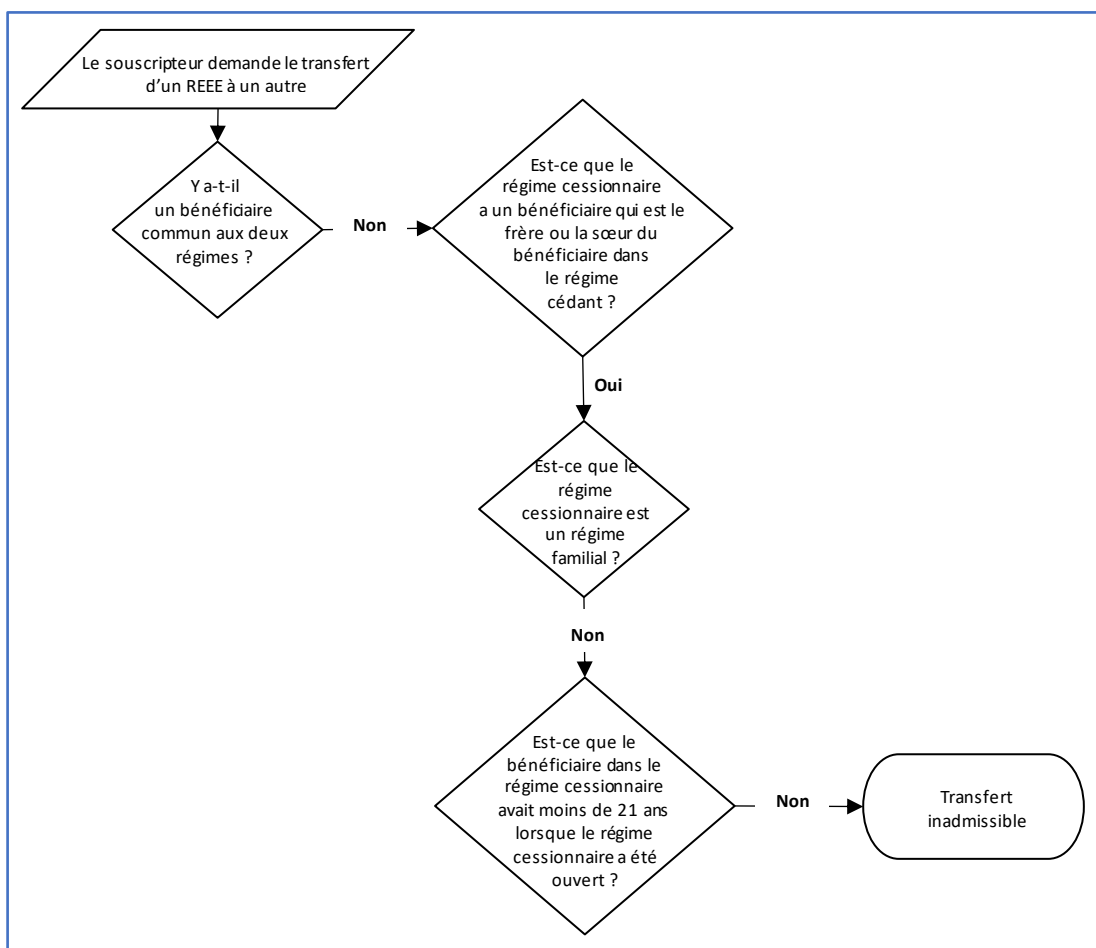 Le souscripteur demande le transfert
d'un REEE à un autre
Y a-t-il
un bénéficiaire
commun aux deux
régimes ?
Non
Est-ce que le
régime cessionnaire
a un bénéficiaire qui est le
frère ou la sœur du
bénéficiaire dans
le régime
cédant ?
Oui
Est-ce que le
régime
cessionnaire est
un régime
familial ?
Non
Est-ce que le
bénéficiaire dans le
régime cessionnaire
avait moins de 21 ans
lorsque le régime
cessionnaire a été
ouvert ?
Non
Transfert
inadmissible